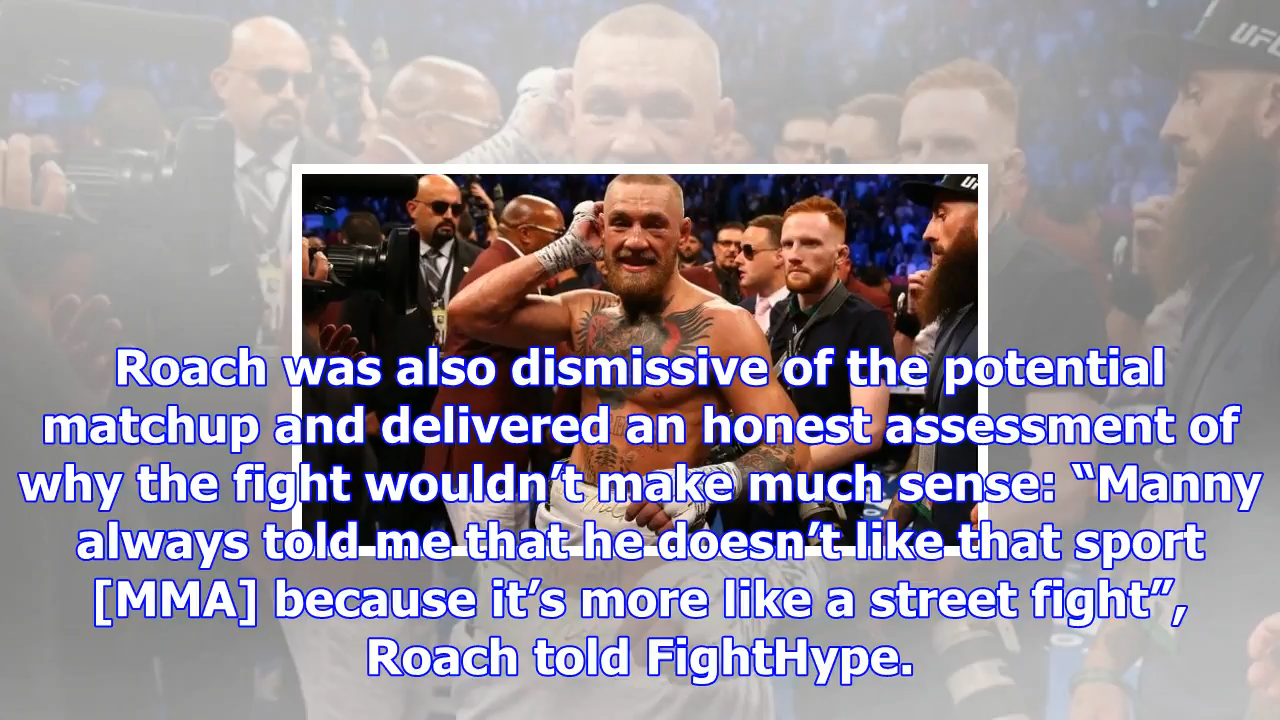 UFC
Roach was also dismissive of the potential
matchup and delivered an honest assessment of
why the fight wouldn’t make much sense: “Manny
always told me that he doesn’t like that sport
[MMA] because it’s more like a street fight”,
Roach told FightHype.